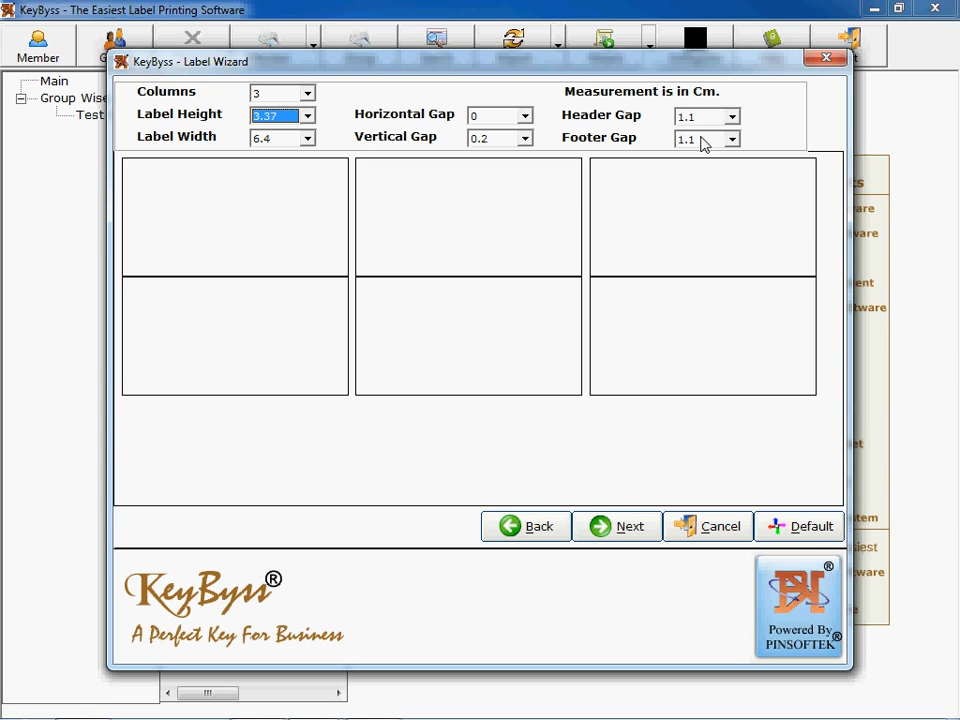 KeyByss - The Easiest Label Printing Software
Member
Main
Group Wise
Test
KeyByss - Label Wizard
Columns 3 Measurement is in Cm.
Label Height 3.37 Horizontal Gap 0 Header Gap 1.1
Label Width 6.4 Vertical Gap 0.2 Footer Gap 1.1
Back Next Cancel Default
KeyByss®
A Perfect Key For Business
®
Powered By
PINSOFTEK®